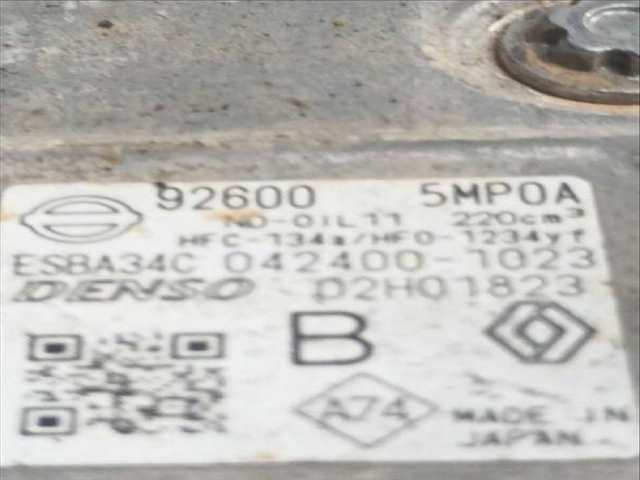 92600 5MP0A
ND-OIL11 220cm³
HFC-134a/HFO-1234yf
ESBA34C 042400-1023
DENSO 02H01823
B
A74
MADE IN
JAPAN